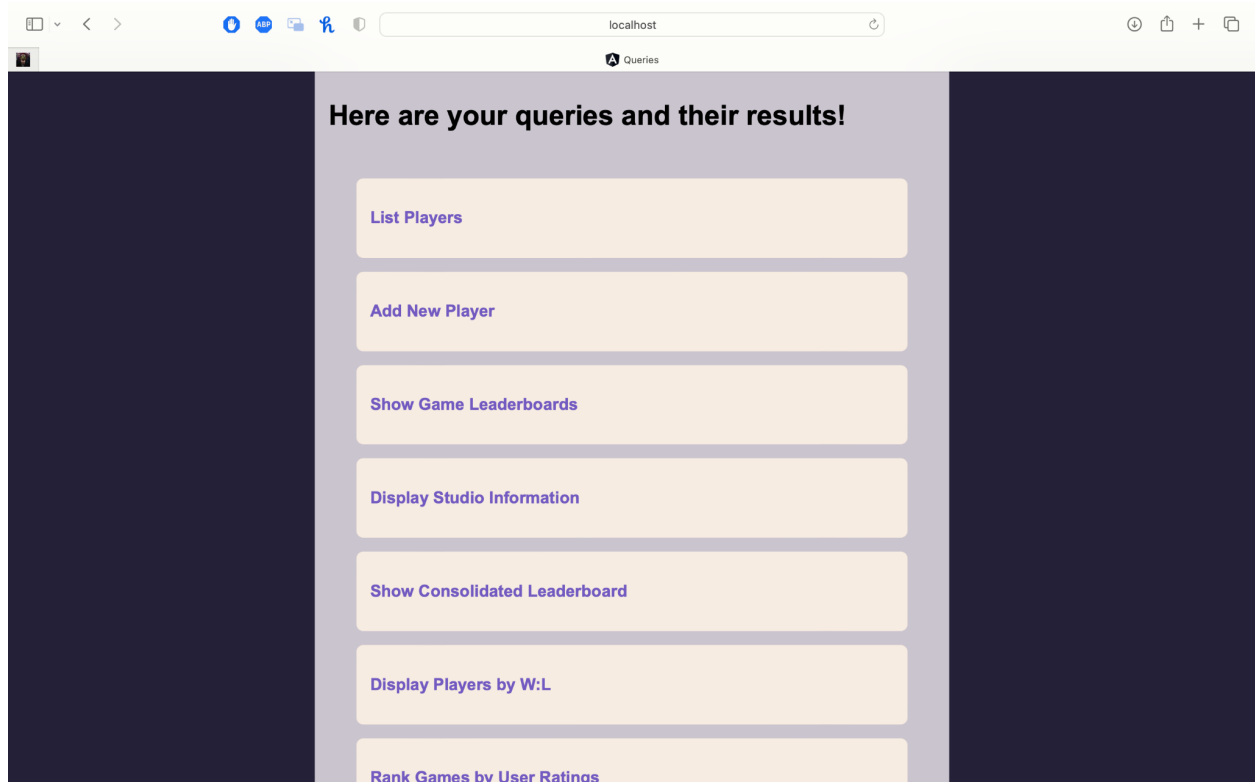 ABP
localhost
Queries
Here are your queries and their results!
List Players
Add New Player
Show Game Leaderboards
Display Studio Information
Show Consolidated Leaderboard
Display Players by W:L
Rank Games by User Ratings